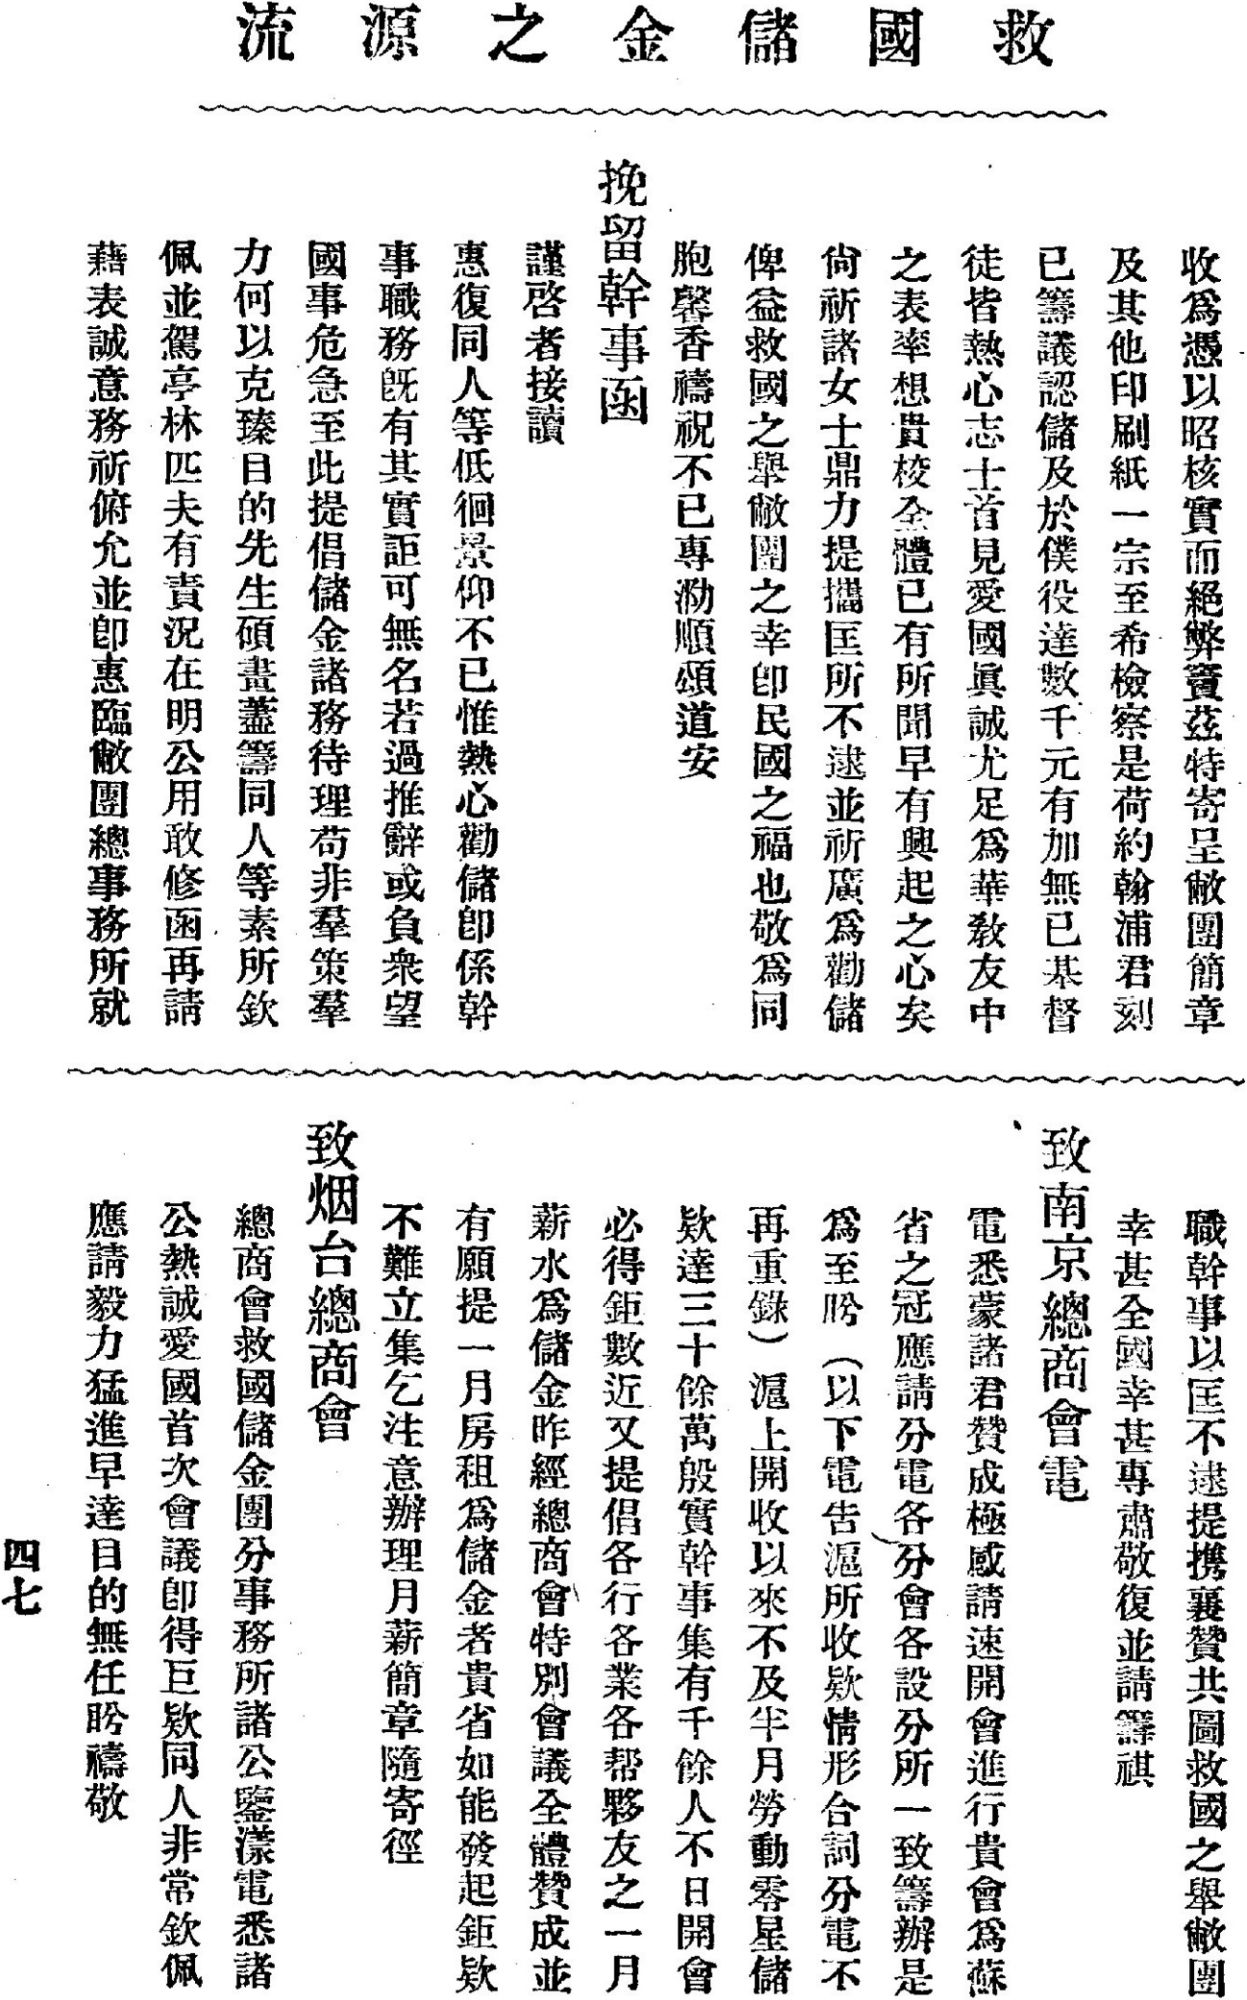 救國儲金之源流
收爲憑以昭核實而絕弊竇茲特寄呈敝團簡章
及其他印刷紙一宗至希檢察是荷約翰浦君刻
已籌議認儲及於僕役達數千元有加無已基督
徒皆熱心志士首見愛國眞誠尤足爲華敎友中
之表率想貴校全體已有所聞早有興起之心矣
尙祈諸女士鼎力提攜匡所不逮並祈廣爲勸儲
俾益救國之舉敝團之幸卽民國之福也敬爲同
胞馨香禱祝不已專泐順頌道安
挽留幹事函
謹啓者接讀
惠復同人等低徊景仰不已惟熱心勸儲卽係幹
事職務旣有其實詎可無名若過推辭或負衆望
國事危急至此提倡儲金諸務待理苟非羣策羣
力何以克臻目的先生碩畫藎籌同人等素所欽
佩並駕亭林匹夫有責況在明公用敢修函再請
藉表誠意務祈俯允並卽惠臨敝團總事務所就
職幹事以匡不逮提携襄贊共圖救國之舉敝團
幸甚全國幸甚專肅敬復並請籌祺
致南京總商會電
電悉蒙諸君贊成極感請速開會進行貴會爲蘇
省之冠應請分電各分會各設分所一致籌辦是
爲至盼（以下電告滬所收欵情形合詞分電不
再重錄）滬上開收以來不及半月勞動零星儲
欵達三十餘萬殷實幹事集有千餘人不日開會
必得鉅數近又提倡各行各業各帮夥友之一月
薪水爲儲金昨經總商會特別會議全體贊成並
有願提一月房租爲儲金者貴省如能發起鉅欵
不難立集乞注意辦理月薪簡章隨寄徑
致烟台總商會
總商會救國儲金團分事務所諸公鑒漾電悉諸
公熱誠愛國首次會議卽得巨欵同人非常欽佩
應請毅力猛進早達目的無任盼禱敬
四七